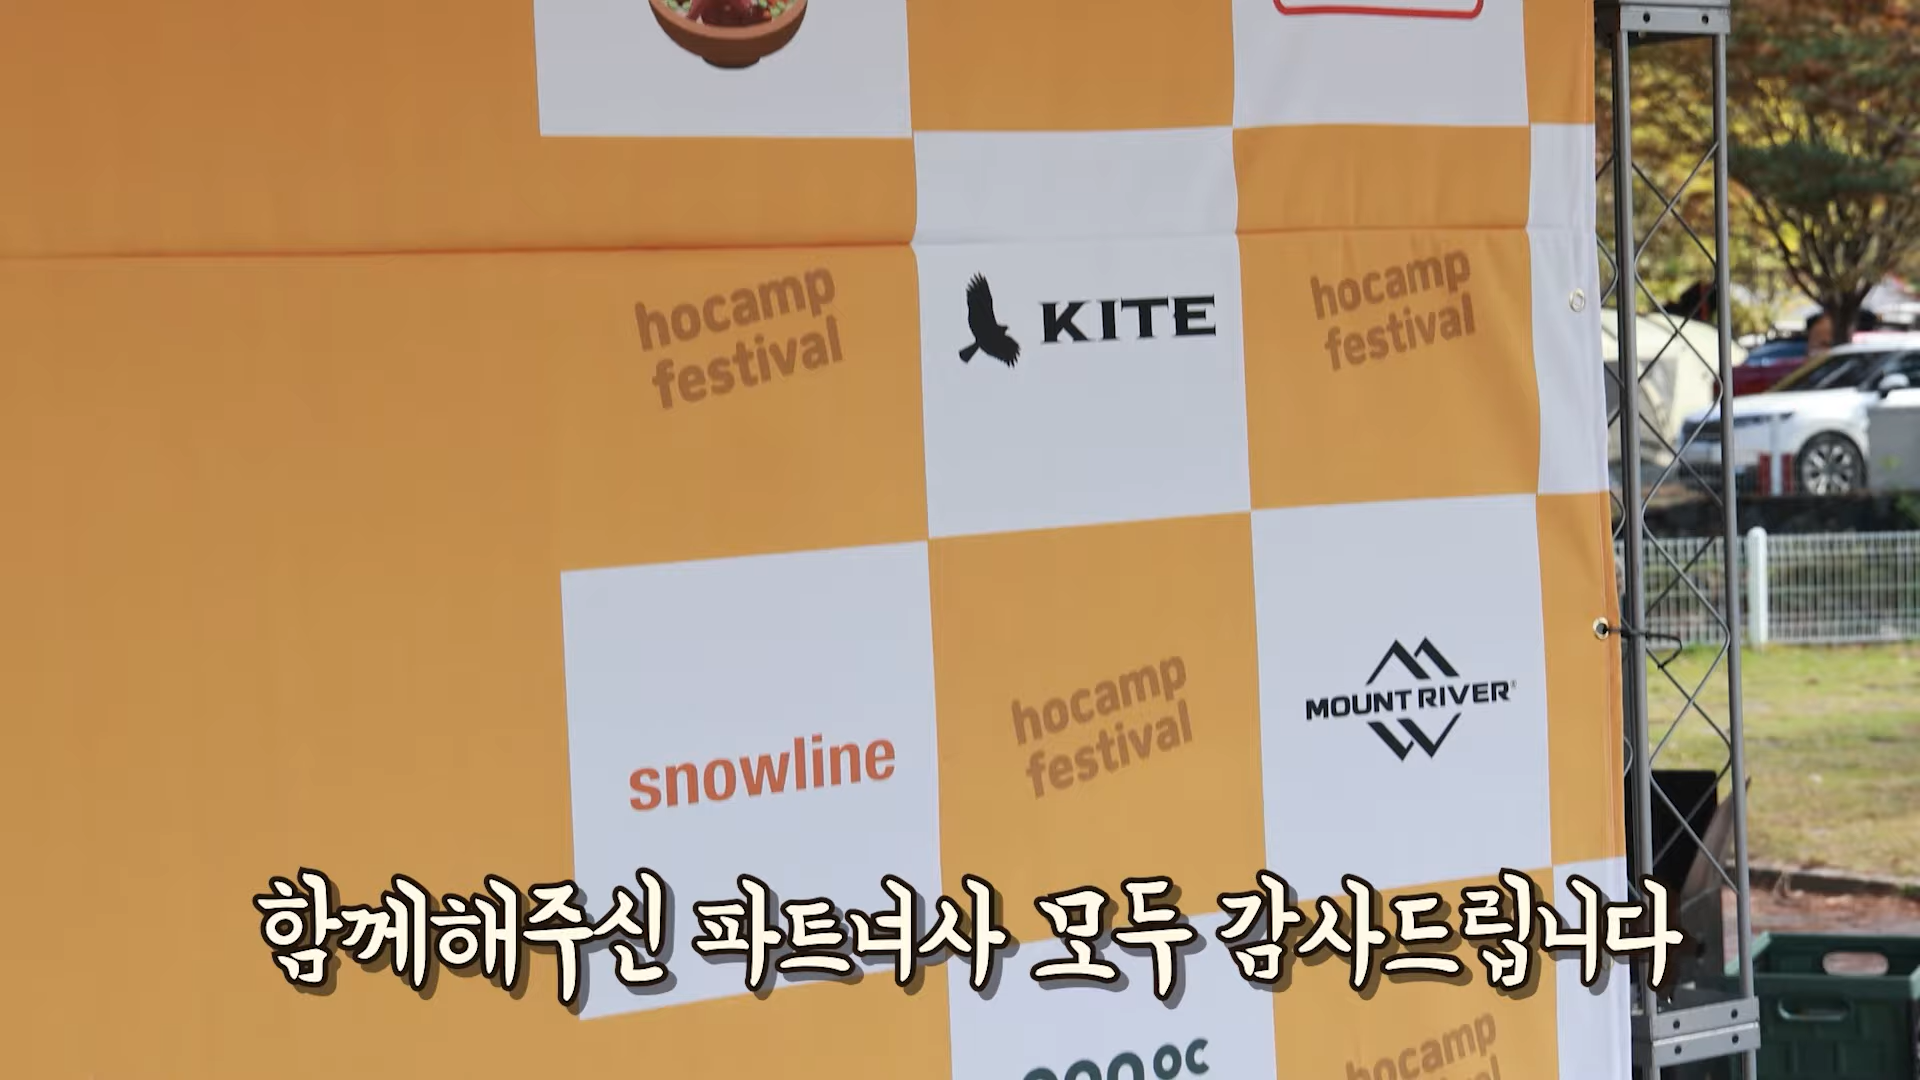 hocamp
festival
KITE
hocamp
festival
snowline
hocamp
festival
MOUNT RIVER
함께해주신 파트너사 모두 감사드립니다
hocamp